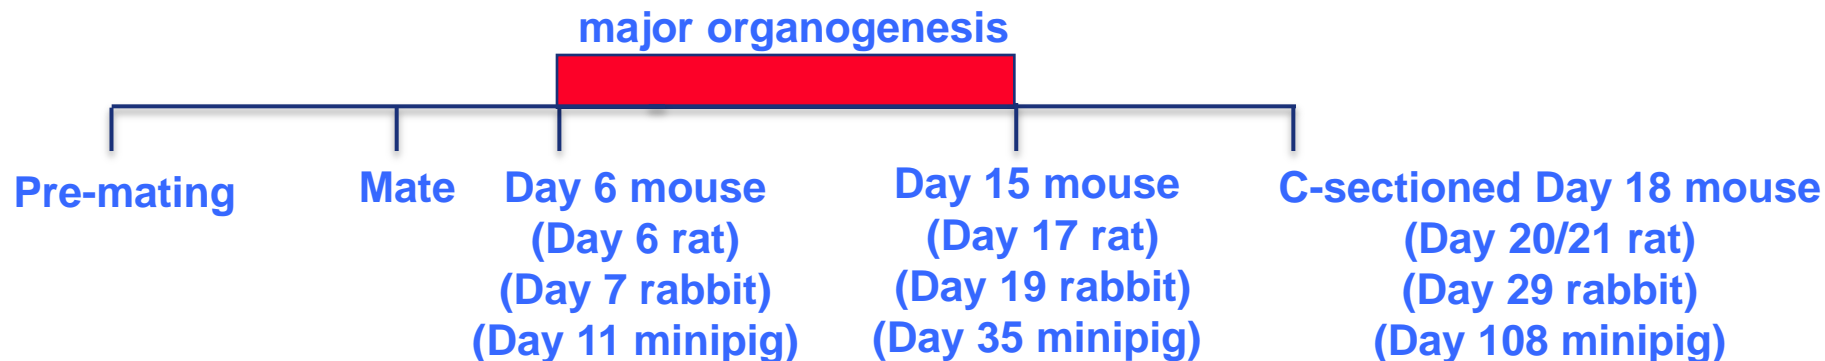 major organogenesis
Pre-mating
Mate
Day 6 mouse
(Day 6 rat)
(Day 7 rabbit)
(Day 11 minipig)
Day 15 mouse
(Day 17 rat)
(Day 19 rabbit)
(Day 35 minipig)
C-sectioned Day 18 mouse
(Day 20/21 rat)
(Day 29 rabbit)
(Day 108 minipig)